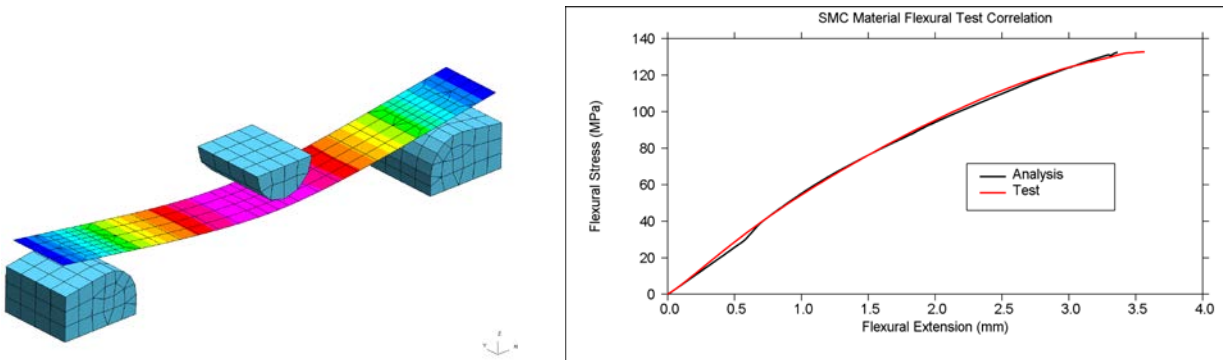 SMC Material Flexural Test Correlation
140
120
100
80
60
40
20
0
Flexural Stress (MPa)
Analysis
Test
0.0 0.5 1.0 1.5 2.0 2.5 3.0 3.5 4.0
Flexural Extension (mm)
Z
Y